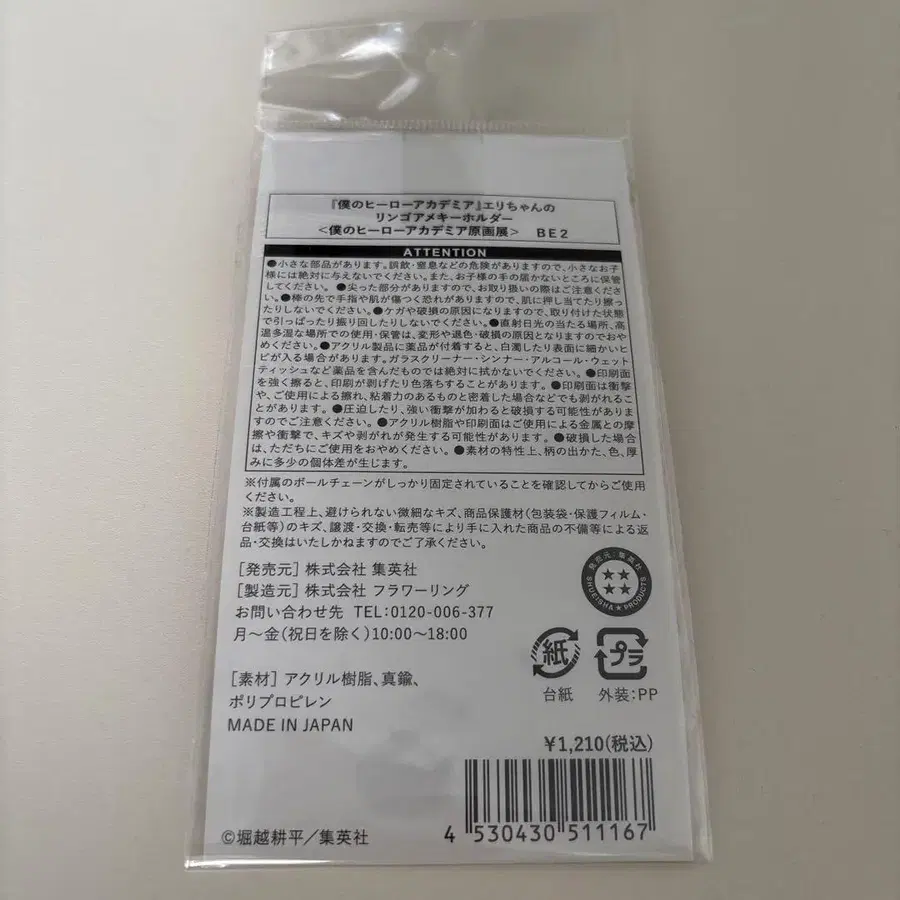 『僕のヒーローアカデミア』エリちゃんの
リンゴアメキーホルダー
<僕のヒーローアカデミア原画展> BE2
ATTENTION
●小さな部品があります。誤飲・窒息などの危険がありますので、小さなお子
様には絶対に与えないでください。また、お子様の手の届かないところに保管
してください。 ●尖った部分がありますので、お取り扱いの際はご注意くださ
い。●棒の先で手指や肌が傷つく恐れがありますので、肌に押し当てたり擦っ
たりしないでください。●ケガや破損の原因になりますので、取り付けた状態
で引っぱったり振り回したりしないでください。●直射日光の当たる場所、高
温多湿な場所での使用・保管は、変形や退色・破損の原因となりますのでおや
めください。●アクリル製品に薬品が付着すると、白濁したり表面に細かいヒ
ビが入る場合があります。ガラスクリーナー・シンナー・アルコール・ウェット
ティッシュなど薬品を含んだものでは絶対に拭かないでください。 ●印刷面
を強く擦ると、印刷が剥げたり色落ちすることがあります。 ●印刷面は衝撃
や、ご使用による擦れ、粘着力のあるものと密着した場合などでも剥がれるこ
とがあります。●圧迫したり、強い衝撃が加わると破損する可能性がありま
すのでご注意ください。●アクリル樹脂や印刷面はご使用による金属との摩
擦や衝撃で、キズや剥がれが発生する可能性があります。 ●破損した場合
は、ただちにご使用をおやめください。●素材の特性上、柄の出かた、色、厚
みに多少の個体差が生じます。
※付属のボールチェーンがしっかり固定されていることを確認してからご使用
ください。
※製造工程上、避けられない微細なキズ、商品保護材(包装袋・保護フィルム・
台紙等)のキズ、譲渡・交換・転売等により手に入れた商品の不備等による返
品・交換はいたしかねますのでご了承ください。
[発売元] 株式会社 集英社
[製造元] 株式会社 フラワーリング
お問い合わせ先 TEL:0120-006-377
月〜金(祝日を除く)10:00〜18:00
発売元/集英社
SHUEISHA★PRODUCTS
紙
プラ
台紙 外装:PP
[素材] アクリル樹脂、真鍮、
ポリプロピレン
MADE IN JAPAN
¥1,210(税込)
4 530430 511167
©堀越耕平/集英社